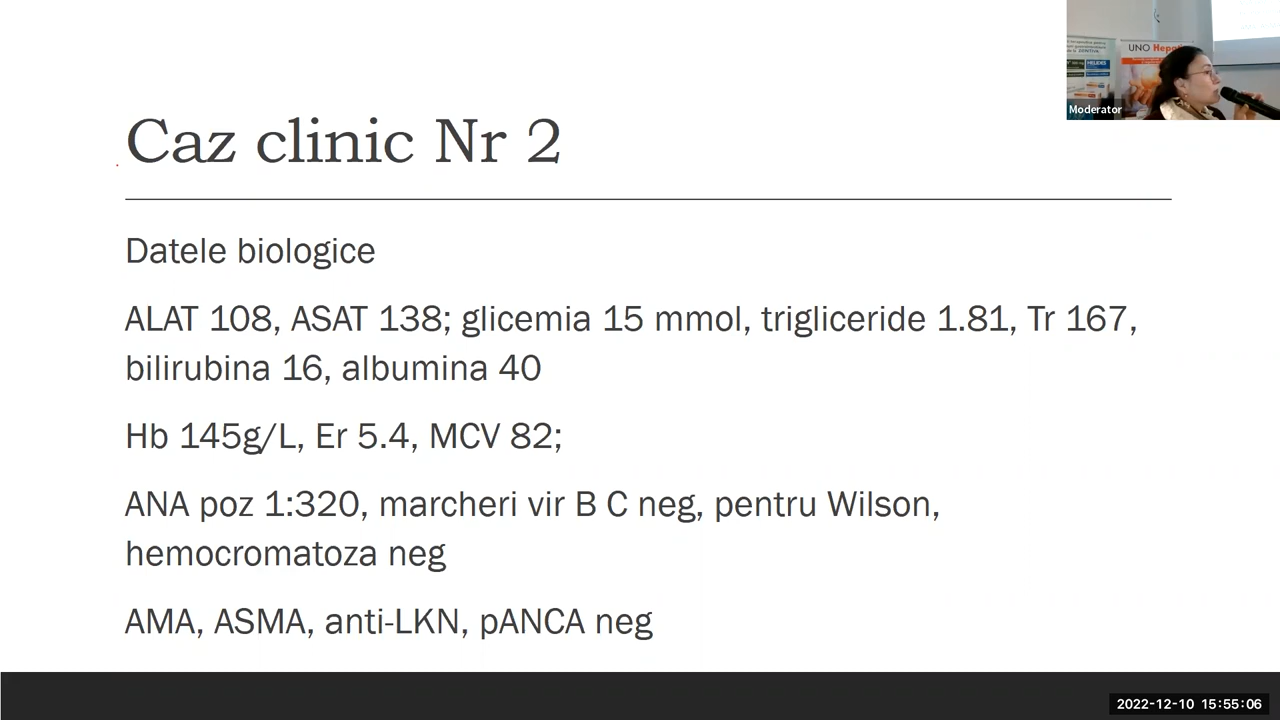 Caz clinic Nr 2
Datele biologice
ALAT 108, ASAT 138; glicemia 15 mmol, trigliceride 1.81, Tr 167,
bilirubina 16, albumina 40
Hb 145g/L, Er 5.4, MCV 82;
ANA poz 1:320, marcheri vir B C neg, pentru Wilson,
hemocromatoza neg
AMA, ASMA, anti-LKN, pANCA neg
UNO
Moderator
2022-12-10 15:55:06